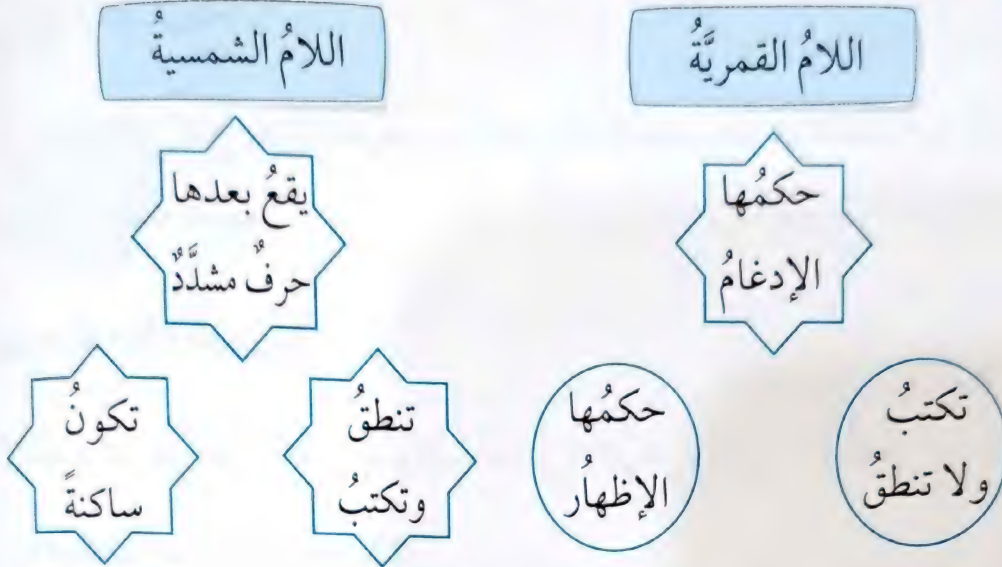 اللامُ القمريَّةُ
اللامُ الشمسيةُ
حكمُها
الإدغامُ
يقعُ بعدها
حرفٌ مشدَّدٌ
تكتبُ
ولا تنطقُ
حكمُها
الإظهارُ
تنطقُ
وتكتبُ
تكونُ
ساكنةً